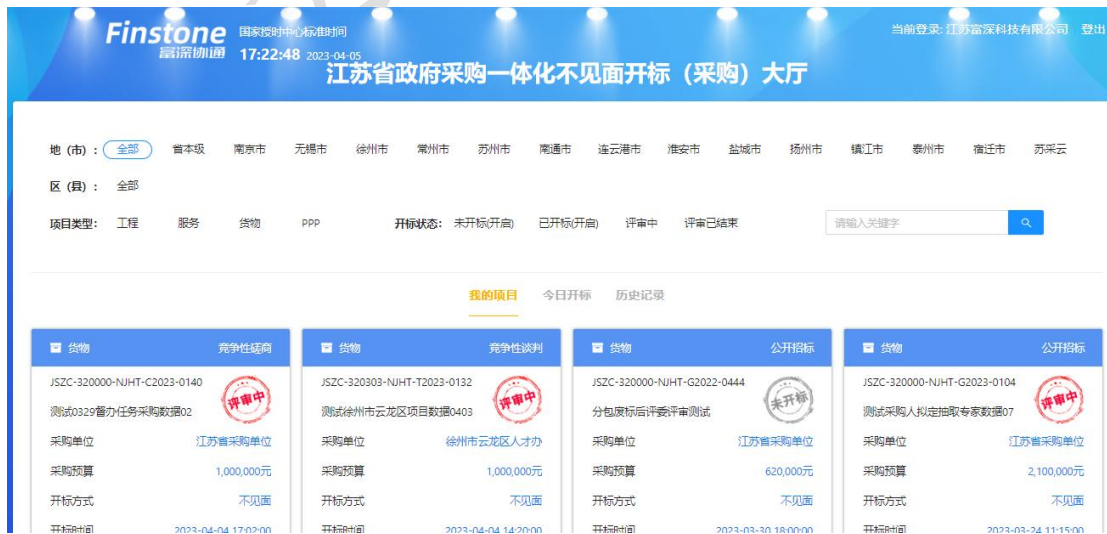 Finstone
富深协通
国家授时中心标准时间
17:22:48 2023-04-05
当前登录: 江苏富深科技有限公司 登出
江苏省政府采购一体化不见面开标（采购）大厅
地（市）: 全部 省本级 南京市 无锡市 徐州市 常州市 苏州市 南通市 连云港市 淮安市 盐城市 扬州市 镇江市 泰州市 宿迁市 苏采云
区（县）: 全部
项目类型: 工程 服务 货物 PPP 开标状态: 未开标(开启) 已开标(开启) 评审中 评审已结束 请输入关键字
我的项目 今日开标 历史记录
货物 竞争性磋商
JSZC-320000-NJHT-C2023-0140
评审中
测试0329督办任务采购数据02
采购单位 江苏省采购单位
采购预算 1,000,000元
开标方式 不见面
开标时间 2023-04-04 17:02:00
货物 竞争性谈判
JSZC-320303-NJHT-T2023-0132
评审中
测试徐州市云龙区项目数据0403
采购单位 徐州市云龙区人才办
采购预算 1,000,000元
开标方式 不见面
开标时间 2023-04-04 14:20:00
货物 公开招标
JSZC-320000-NJHT-G2022-0444
未开标
分包废标后评委评审测试
采购单位 江苏省采购单位
采购预算 620,000元
开标方式 不见面
开标时间 2023-03-30 18:00:00
货物 公开招标
JSZC-320000-NJHT-G2023-0104
评审中
测试采购人拟定抽取专家数据07
采购单位 江苏省采购单位
采购预算 2,100,000元
开标方式 不见面
开标时间 2023-03-24 11:15:00